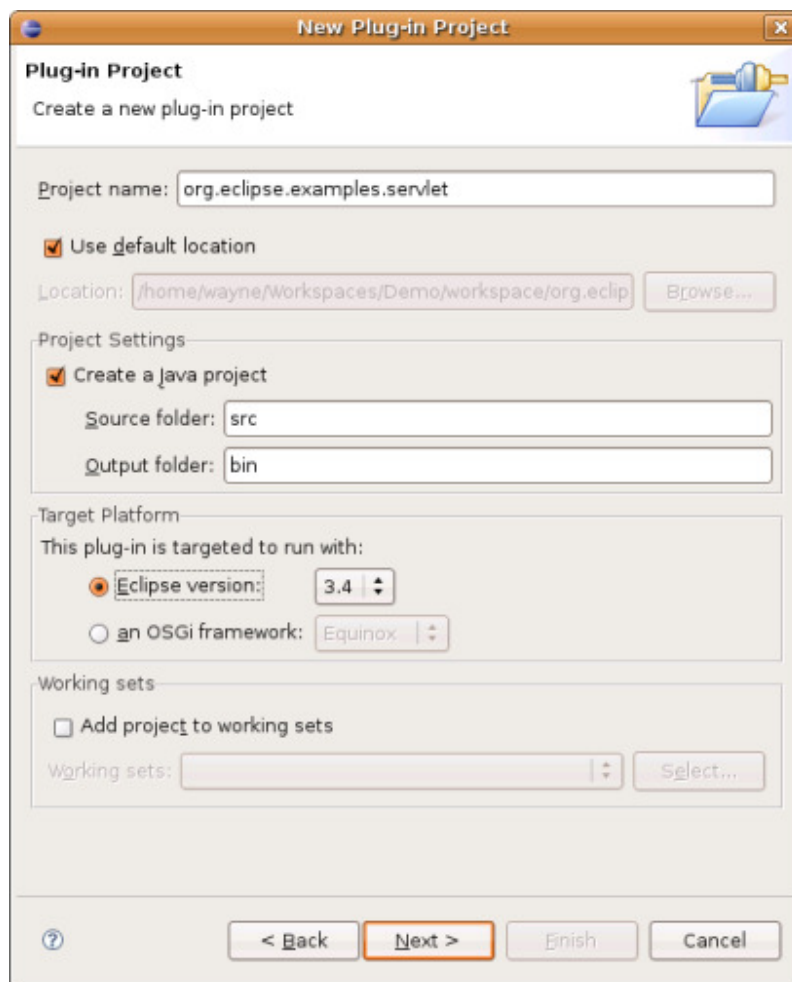 New Plug-in Project
Plug-in Project
Create a new plug-in project
Project name: org.eclipse.examples.servlet
Use default location
Location: /home/wayne/Workspaces/Demo/workspace/org.eclip Browse...
Project Settings
Create a Java project
Source folder: src
Output folder: bin
Target Platform
This plug-in is targeted to run with:
Eclipse version: 3.4
an OSGi framework: Equinox
Working sets
Add project to working sets
Working sets: Select...
< Back Next > Finish Cancel